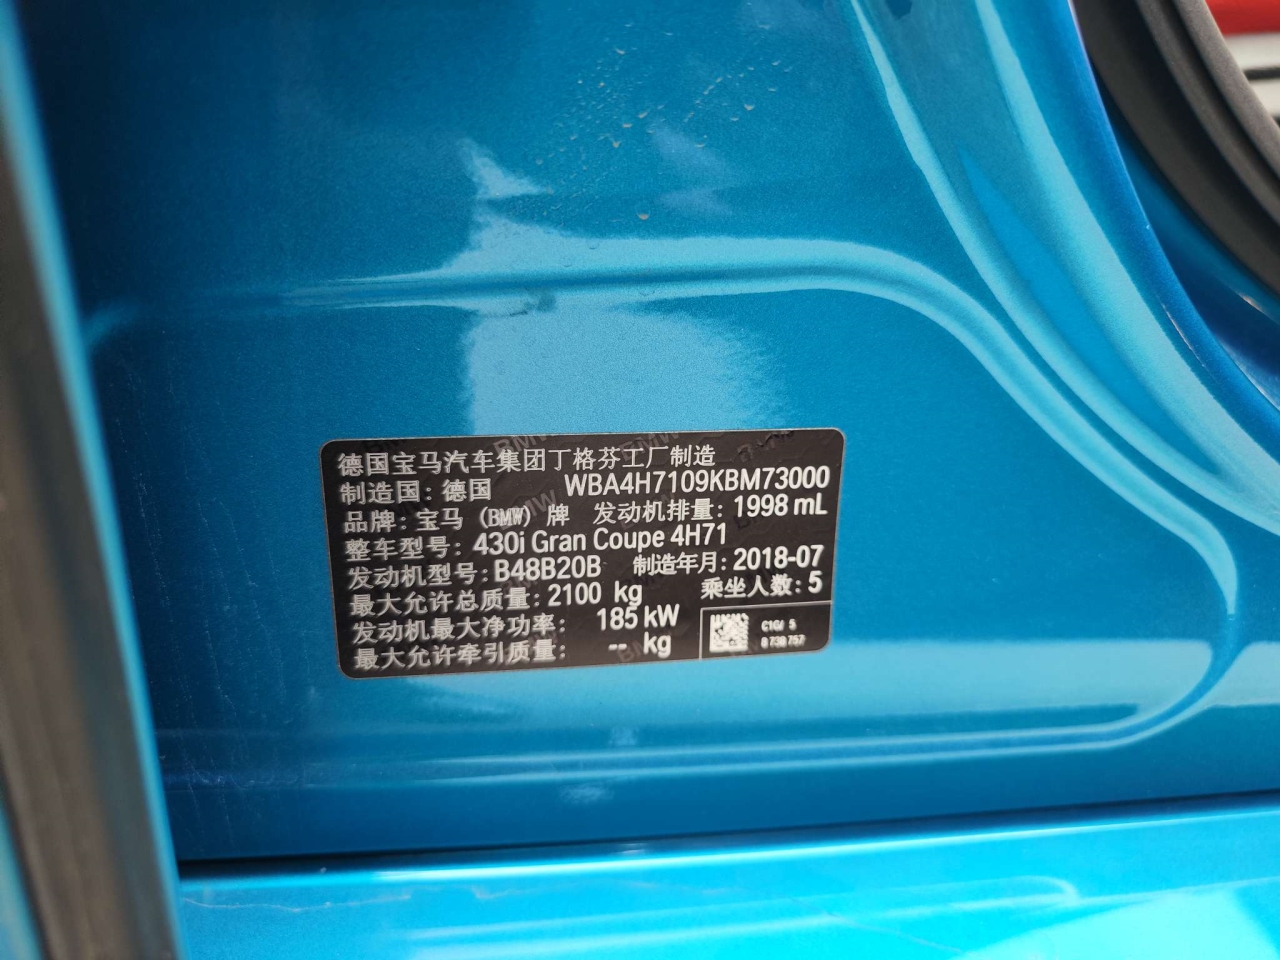 德国宝马汽车集团丁格芬工厂制造
制造国：德国 WBA4H7109KBM73000
品牌：宝马 (BMW) 牌 发动机排量：1998 mL
整车型号：430i Gran Coupe 4H71
发动机型号：B48B20B 制造年月：2018-07
最大允许总质量：2100 kg 乘坐人数：5
发动机最大净功率： 185 kW
最大允许牵引质量： -- kg
8 738 757